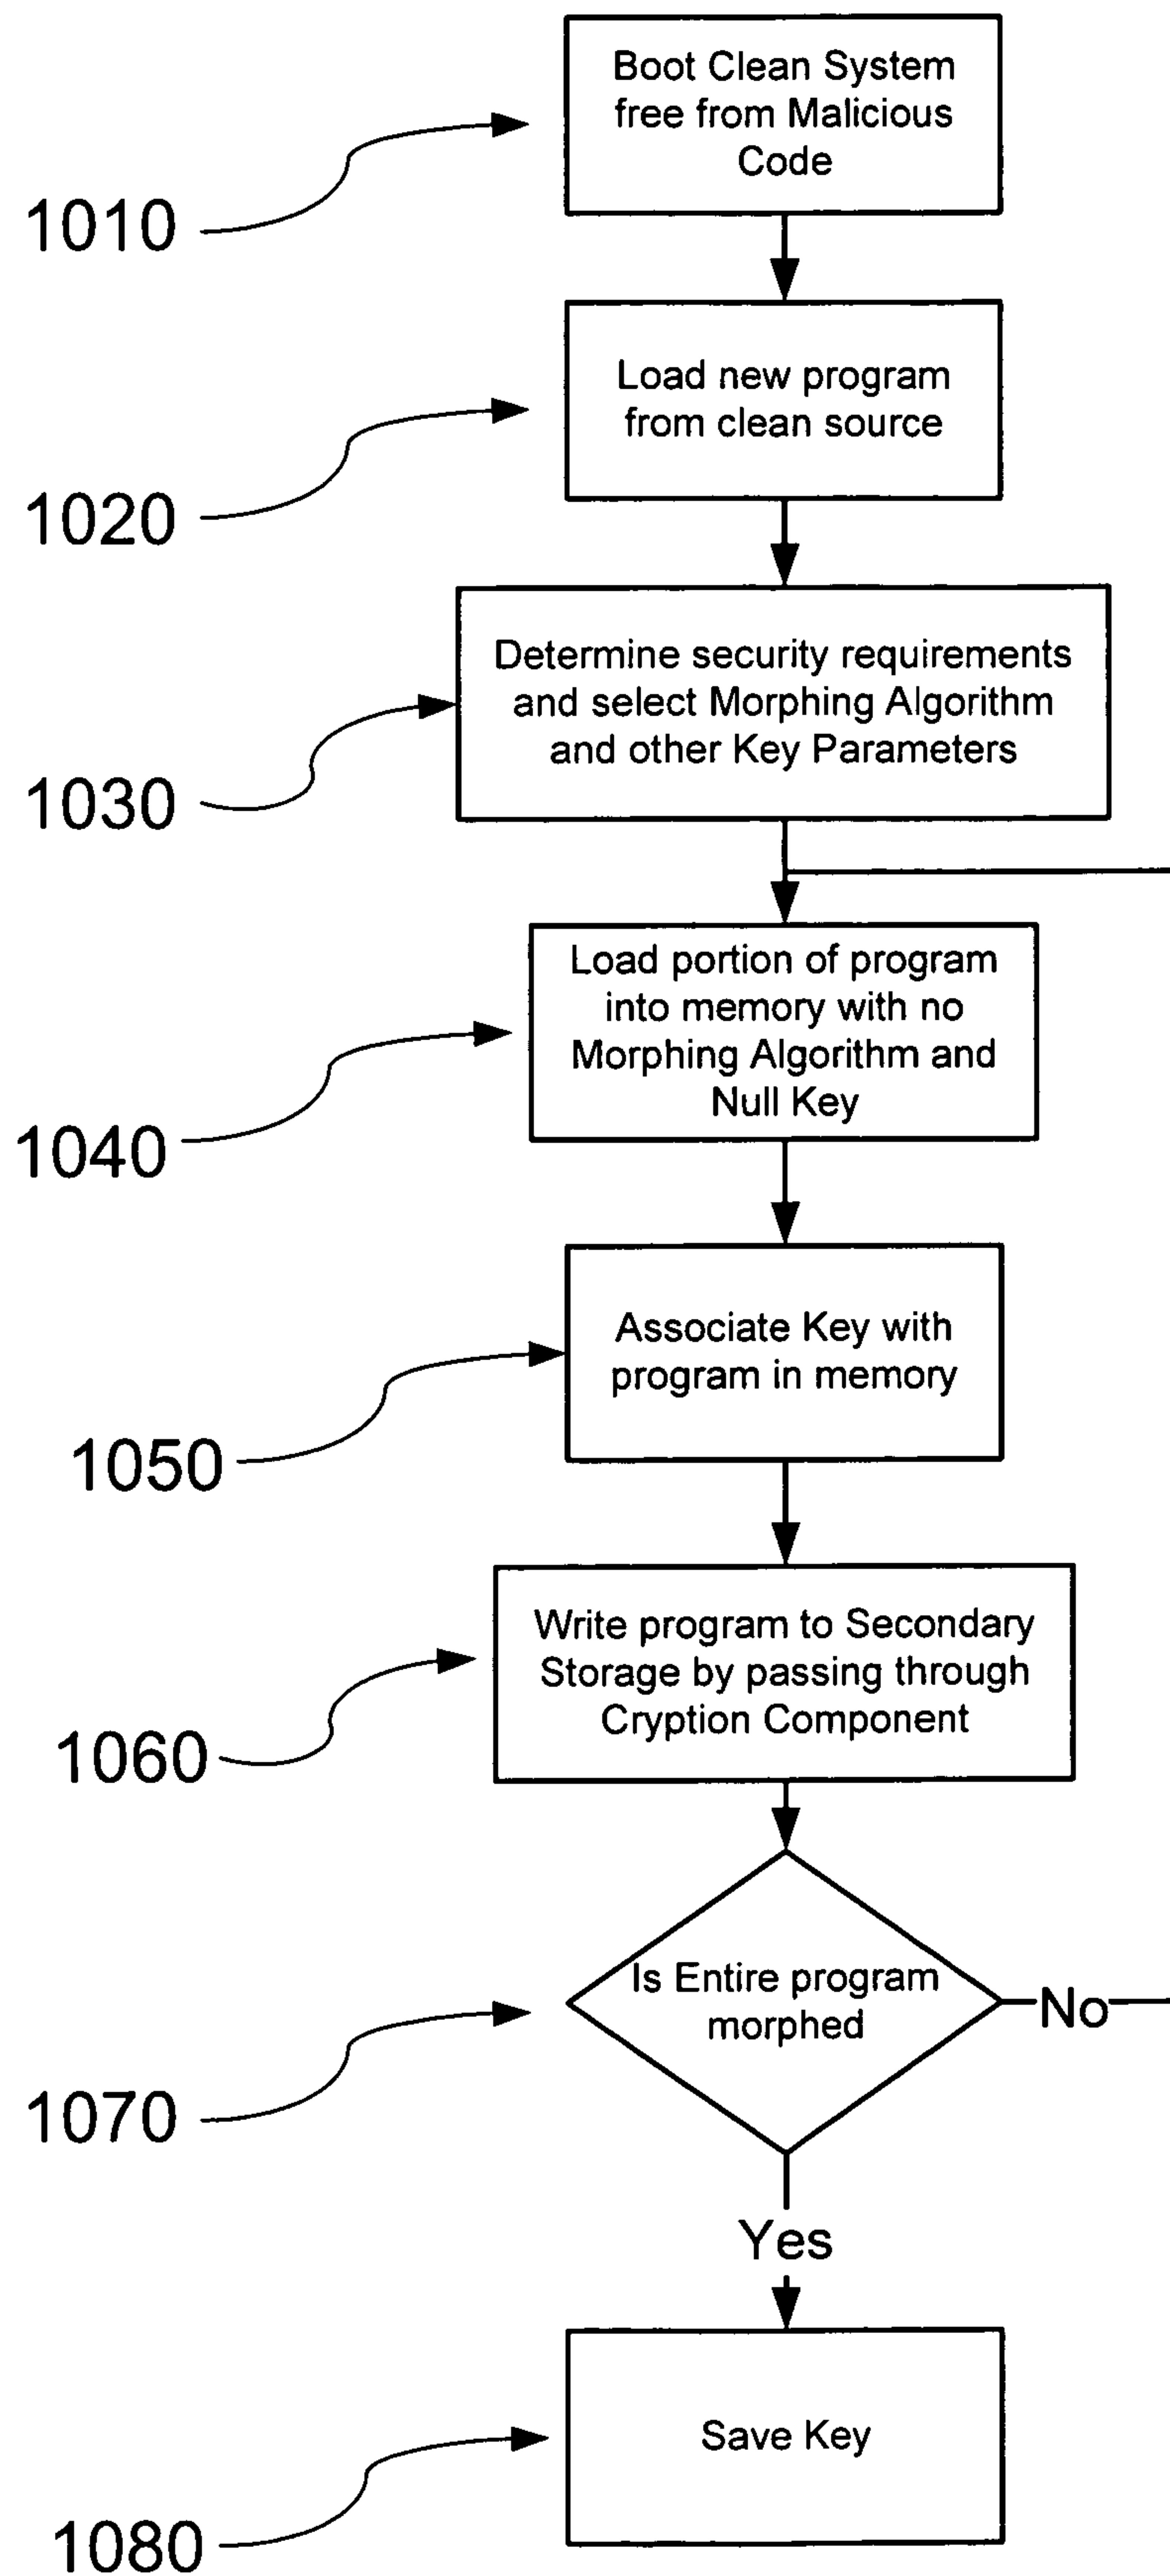 Boot Clean System
free from Malicious
Code
1010
Load new program
from clean source
1020
Determine security requirements
and select Morphing Algorithm
and other Key Parameters
1030
Load portion of program
into memory with no
Morphing Algorithm and
Null Key
1040
Associate Key with
program in memory
1050
Write program to Secondary
Storage by passing through
Cryption Component
1060
Is Entire program
morphed
No
1070
Yes
Save Key
1080